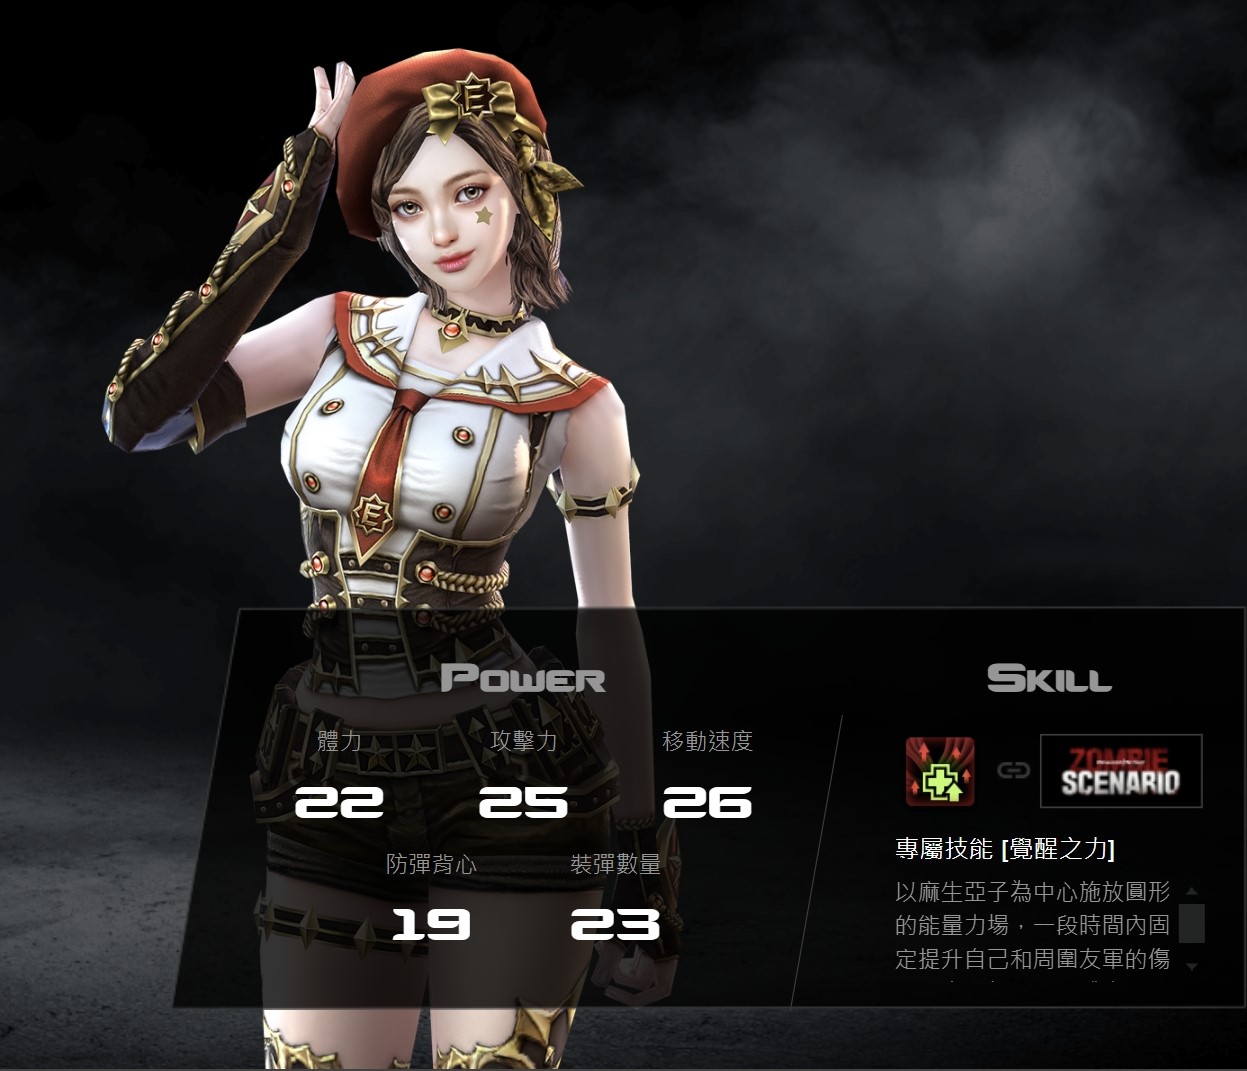 E
E
POWER
體力 攻擊力 移動速度
22 25 26
防彈背心 裝彈數量
19 23
SKILL
ZOMBIE
SCENARIO
專屬技能 [覺醒之力]
以麻生亞子為中心施放圓形
的能量力場，一段時間內固
定提升自己和周圍友軍的傷